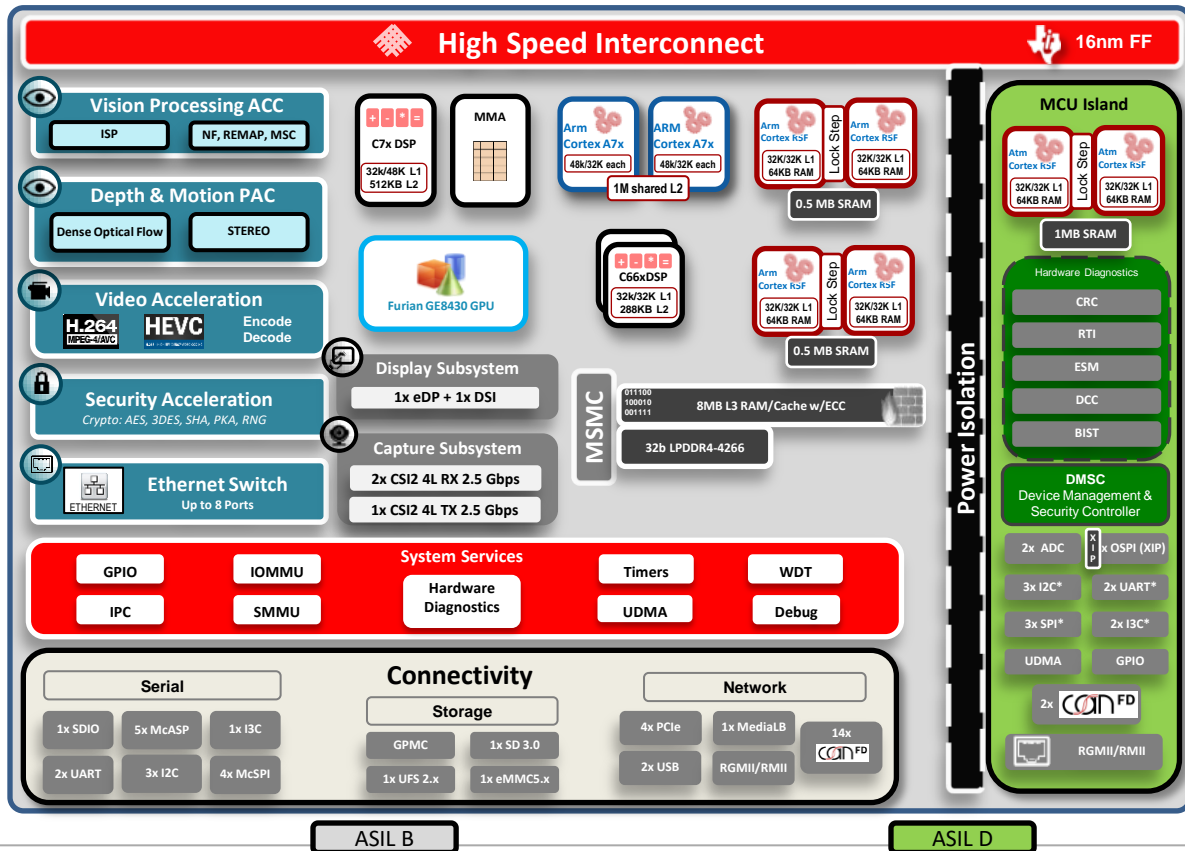 High Speed Interconnect
16nm FF
Vision Processing ACC
ISP
NF, REMAP, MSC
Depth & Motion PAC
Dense Optical Flow
STEREO
Video Acceleration
H.264
MPEG-4/AVC
HEVC
Encode
Decode
Security Acceleration
Crypto: AES, 3DES, SHA, PKA, RNG
ETHERNET
Ethernet Switch
Up to 8 Ports
+ - * =
C7x DSP
32k/48K L1
512KB L2
MMA
Arm
Cortex A7x
48k/32K each
ARM
Cortex A7x
48k/32K each
1M shared L2
Arm
Cortex R5F
32K/32K L1
64KB RAM
Lock Step
Arm
Cortex R5F
32K/32K L1
64KB RAM
0.5 MB SRAM
Furian GE8430 GPU
+ - * =
C66xDSP
32k/32K L1
288KB L2
Arm
Cortex R5F
32K/32K L1
64KB RAM
Lock Step
Arm
Cortex R5F
32K/32K L1
64KB RAM
0.5 MB SRAM
Display Subsystem
1x eDP + 1x DSI
Capture Subsystem
2x CSI2 4L RX 2.5 Gbps
1x CSI2 4L TX 2.5 Gbps
MSMC
011100
100010
001111
8MB L3 RAM/Cache w/ECC
32b LPDDR4-4266
Power Isolation
MCU Island
Atm
Cortex R5F
32K/32K L1
64KB RAM
Lock Step
Atm
Cortex R5F
32K/32K L1
64KB RAM
1MB SRAM
Hardware Diagnostics
CRC
RTI
ESM
DCC
BIST
DMSC
Device Management &
Security Controller
2x ADC
XIP
x OSPI (XIP)
3x I2C*
2x UART*
3x SPI*
2x I3C*
UDMA
GPIO
2x CAN FD
RGMII/RMII
System Services
GPIO
IOMMU
Hardware
Diagnostics
Timers
WDT
IPC
SMMU
UDMA
Debug
Connectivity
Serial
1x SDIO
5x McASP
1x I3C
2x UART
3x I2C
4x McSPI
Storage
GPMC
1x SD 3.0
1x UFS 2.x
1x eMMC5.x
Network
4x PCIe
1x MediaLB
14x
CAN FD
2x USB
RGMII/RMII
ASIL B
ASIL D